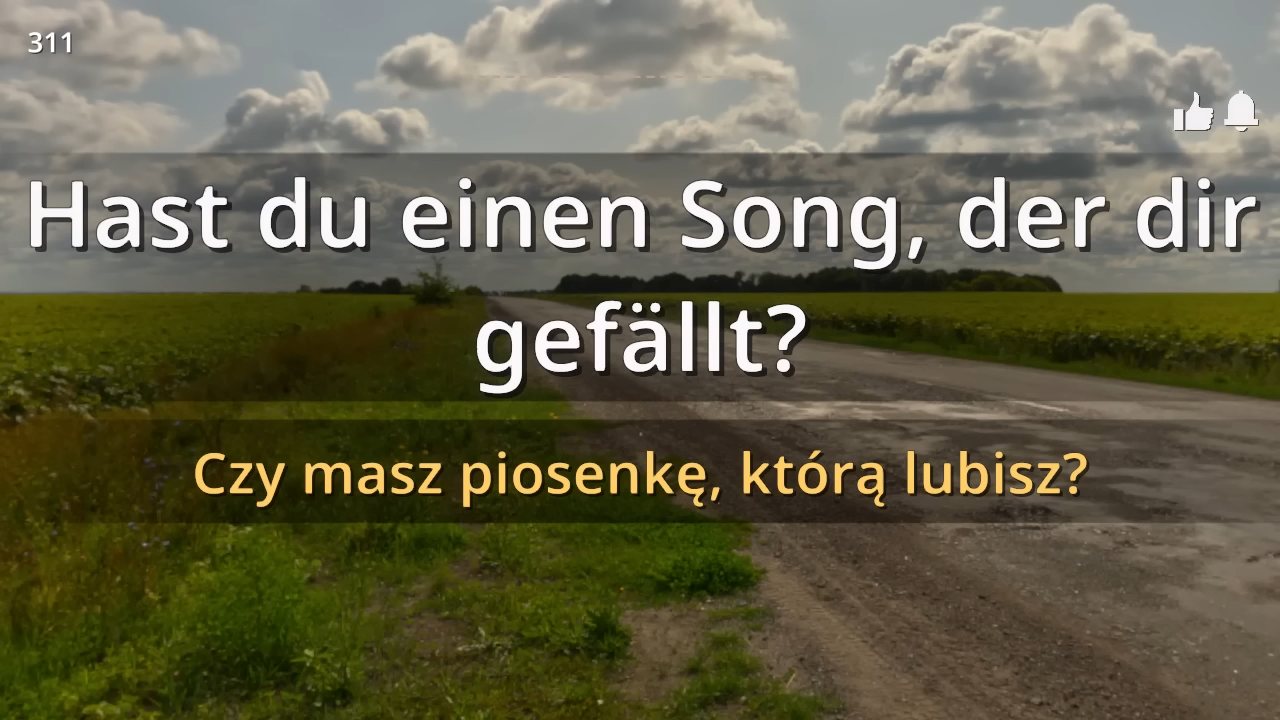 311
Hast du einen Song, der dir
gefällt?
Czy masz piosenkę, którą lubisz?